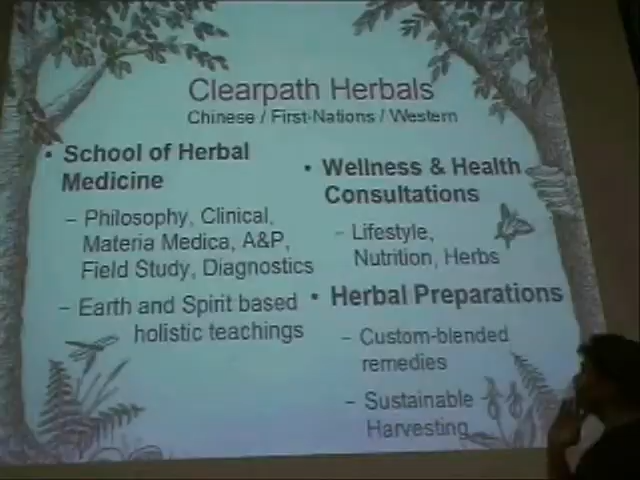 Clearpath Herbals
Chinese / First-Nations / Western
• School of Herbal
Medicine
– Philosophy, Clinical,
Materia Medica, A&P,
Field Study, Diagnostics
– Earth and Spirit based
holistic teachings
• Wellness & Health
Consultations
– Lifestyle,
Nutrition, Herbs
• Herbal Preparations
– Custom-blended
remedies
– Sustainable
Harvesting